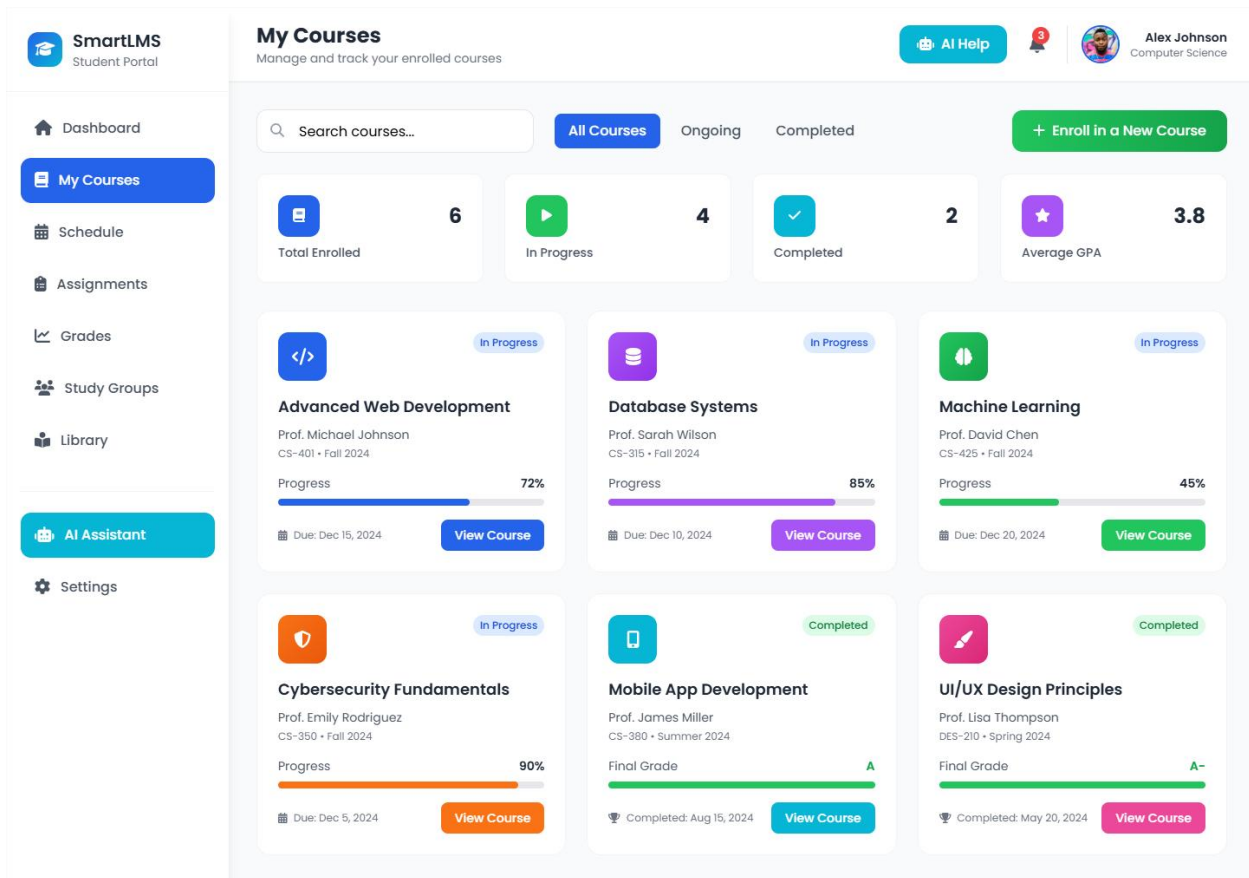 SmartLMS
Student Portal
Dashboard
My Courses
Schedule
Assignments
Grades
Study Groups
Library
AI Assistant
Settings
My Courses
Manage and track your enrolled courses
AI Help
3
Alex Johnson
Computer Science
Search courses...
All Courses
Ongoing
Completed
+ Enroll in a New Course
6
Total Enrolled
4
In Progress
2
Completed
3.8
Average GPA
In Progress
Advanced Web Development
Prof. Michael Johnson
CS-401 • Fall 2024
Progress 72%
Due: Dec 15, 2024
View Course
In Progress
Database Systems
Prof. Sarah Wilson
CS-315 • Fall 2024
Progress 85%
Due: Dec 10, 2024
View Course
In Progress
Machine Learning
Prof. David Chen
CS-425 • Fall 2024
Progress 45%
Due: Dec 20, 2024
View Course
In Progress
Cybersecurity Fundamentals
Prof. Emily Rodriguez
CS-350 • Fall 2024
Progress 90%
Due: Dec 5, 2024
View Course
Completed
Mobile App Development
Prof. James Miller
CS-380 • Summer 2024
Final Grade A
Completed: Aug 15, 2024
View Course
Completed
UI/UX Design Principles
Prof. Lisa Thompson
DES-210 • Spring 2024
Final Grade A-
Completed: May 20, 2024
View Course